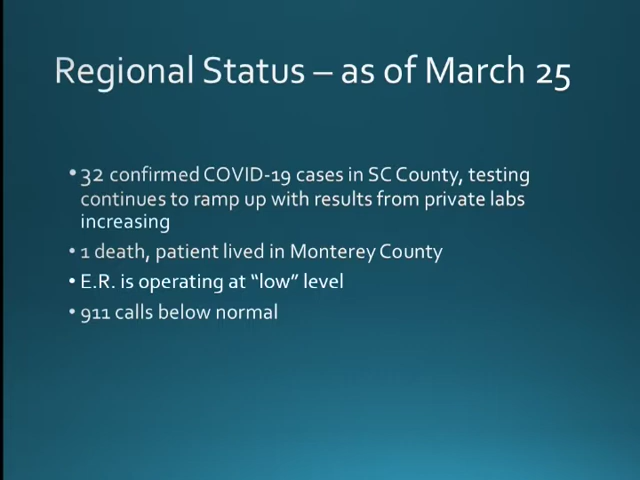 Regional Status – as of March 25
• 32 confirmed COVID-19 cases in SC County, testing
continues to ramp up with results from private labs
increasing
• 1 death, patient lived in Monterey County
• E.R. is operating at “low” level
• 911 calls below normal